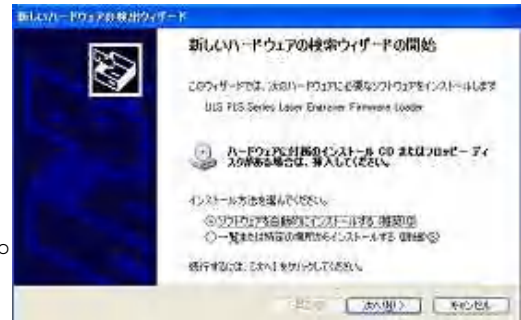 新しいハードウェアの検出ウィザード
新しいハードウェアの検索ウィザードの開始
このウィザードでは、次のハードウェアに必要なソフトウェアをインストールします
ULS PLS Series Laser Engraver Firmware Loader
ハードウェアに付属のインストール CD またはフロッピー ディ
スクがある場合は、挿入してください。
インストール方法を選んでください。
ソフトウェアを自動的にインストールする (推奨)(I)
一覧または特定の場所からインストールする (詳細)(S)
続行するには、[次へ] をクリックしてください。
。
次へ(N) >
キャンセル